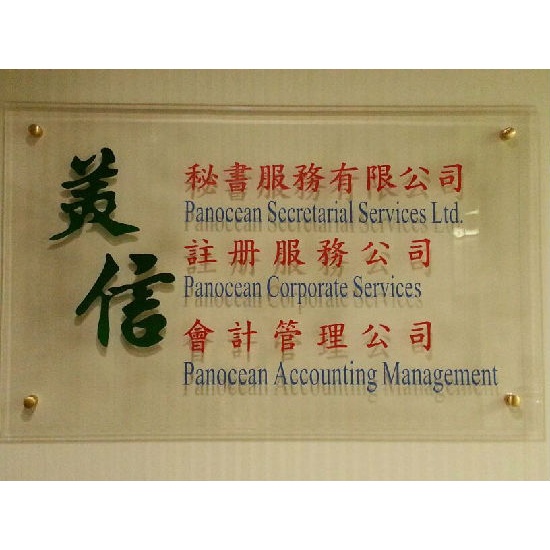 美信
秘書服務有限公司
Panocean Secretarial Services Ltd.
註册服務公司
Panocean Corporate Services
會計管理公司
Panocean Accounting Management